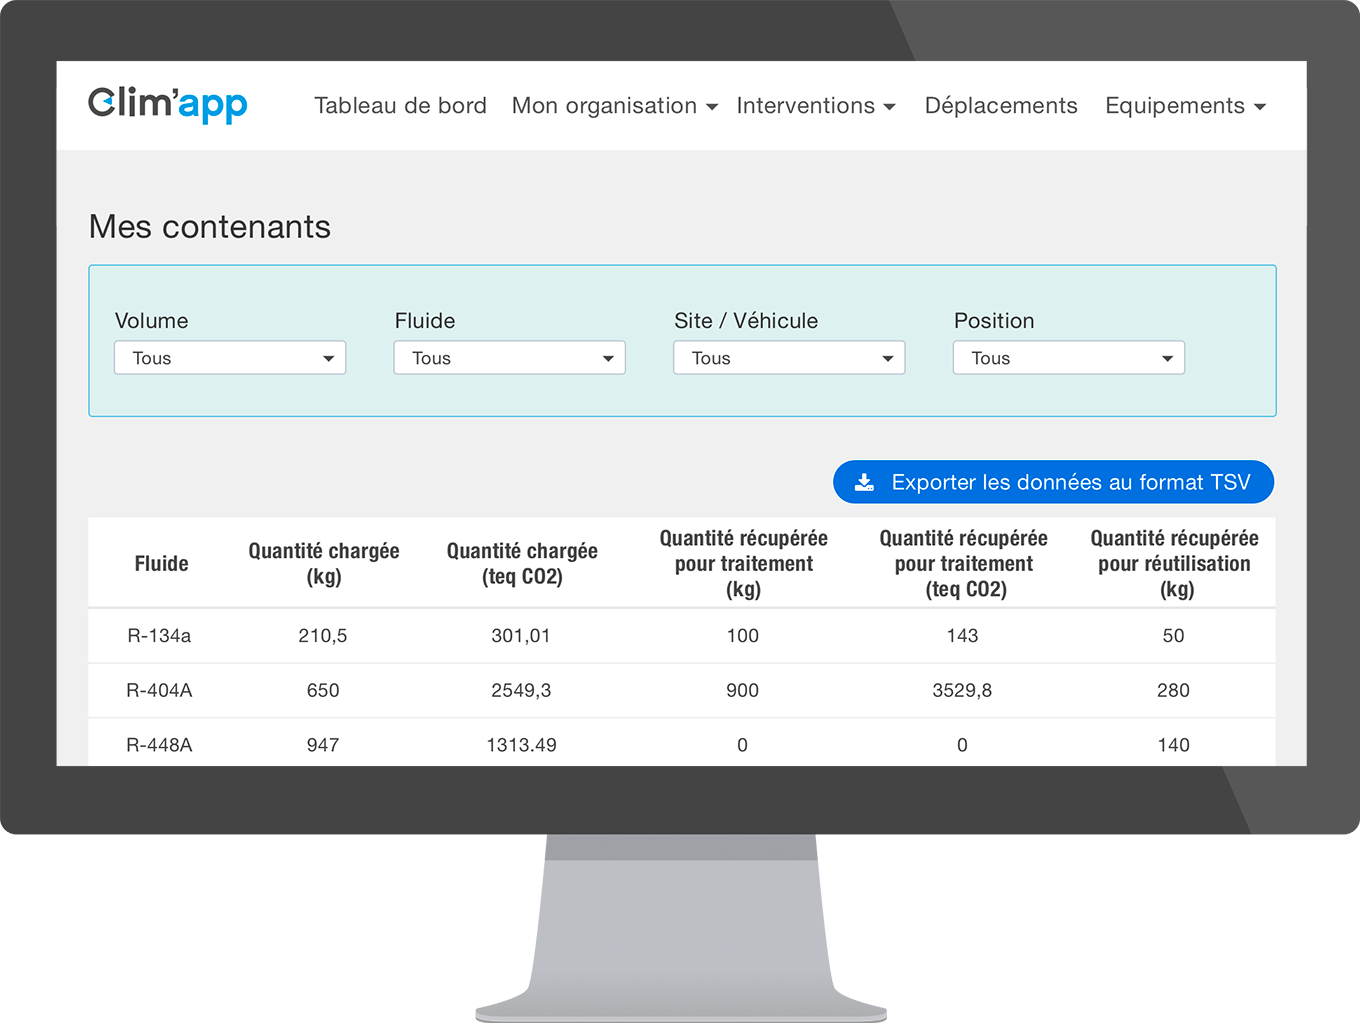 Clim'app
Tableau de bord Mon organisation Interventions Déplacements Equipements
Mes contenants
Volume Fluide Site / Véhicule Position
Tous Tous Tous Tous
Exporter les données au format TSV
Fluide Quantité chargée (kg) Quantité chargée (teq CO2) Quantité récupérée pour traitement (kg) Quantité récupérée pour traitement (teq CO2) Quantité récupérée pour réutilisation (kg)
R-134a 210,5 301,01 100 143 50
R-404A 650 2549,3 900 3529,8 280
R-448A 947 1313.49 0 0 140